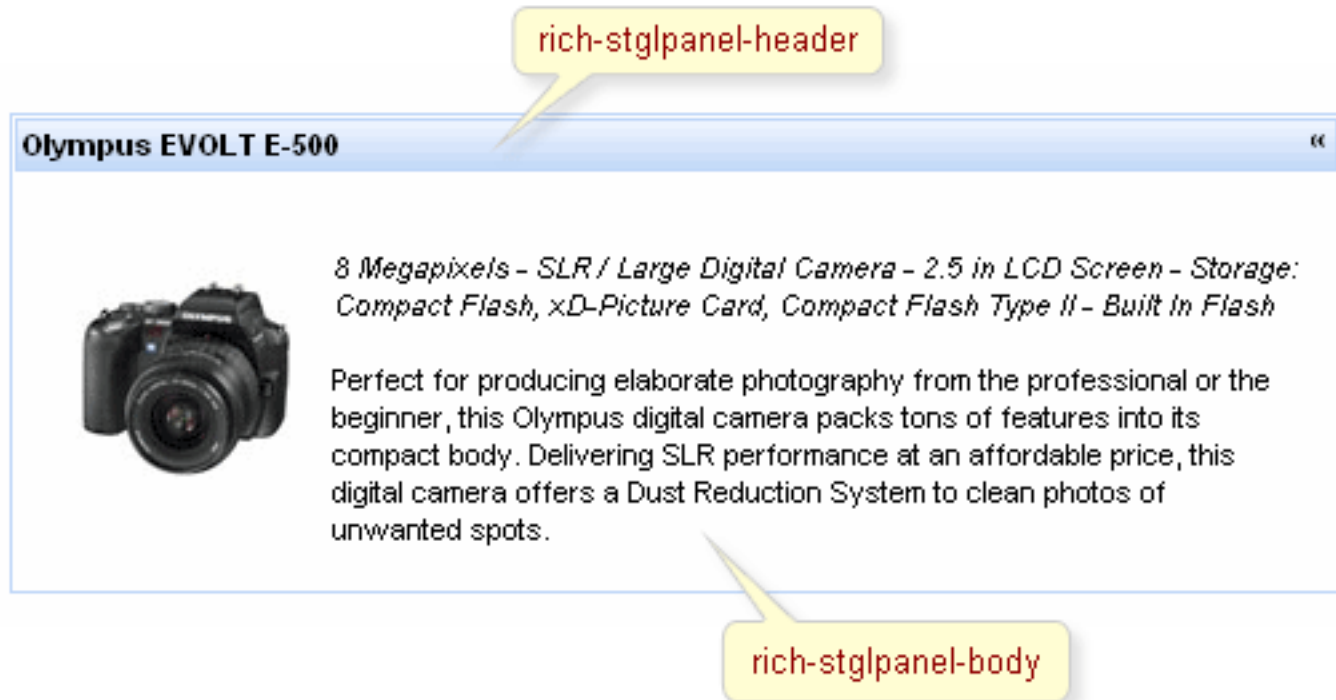 rich-stglpanel-header
Olympus EVOLT E-500 «
8 Megapixels - SLR / Large Digital Camera - 2.5 in LCD Screen - Storage:
Compact Flash, xD-Picture Card, Compact Flash Type II - Built In Flash
OLYMPUS
Perfect for producing elaborate photography from the professional or the
beginner, this Olympus digital camera packs tons of features into its
compact body. Delivering SLR performance at an affordable price, this
digital camera offers a Dust Reduction System to clean photos of
unwanted spots.
rich-stglpanel-body